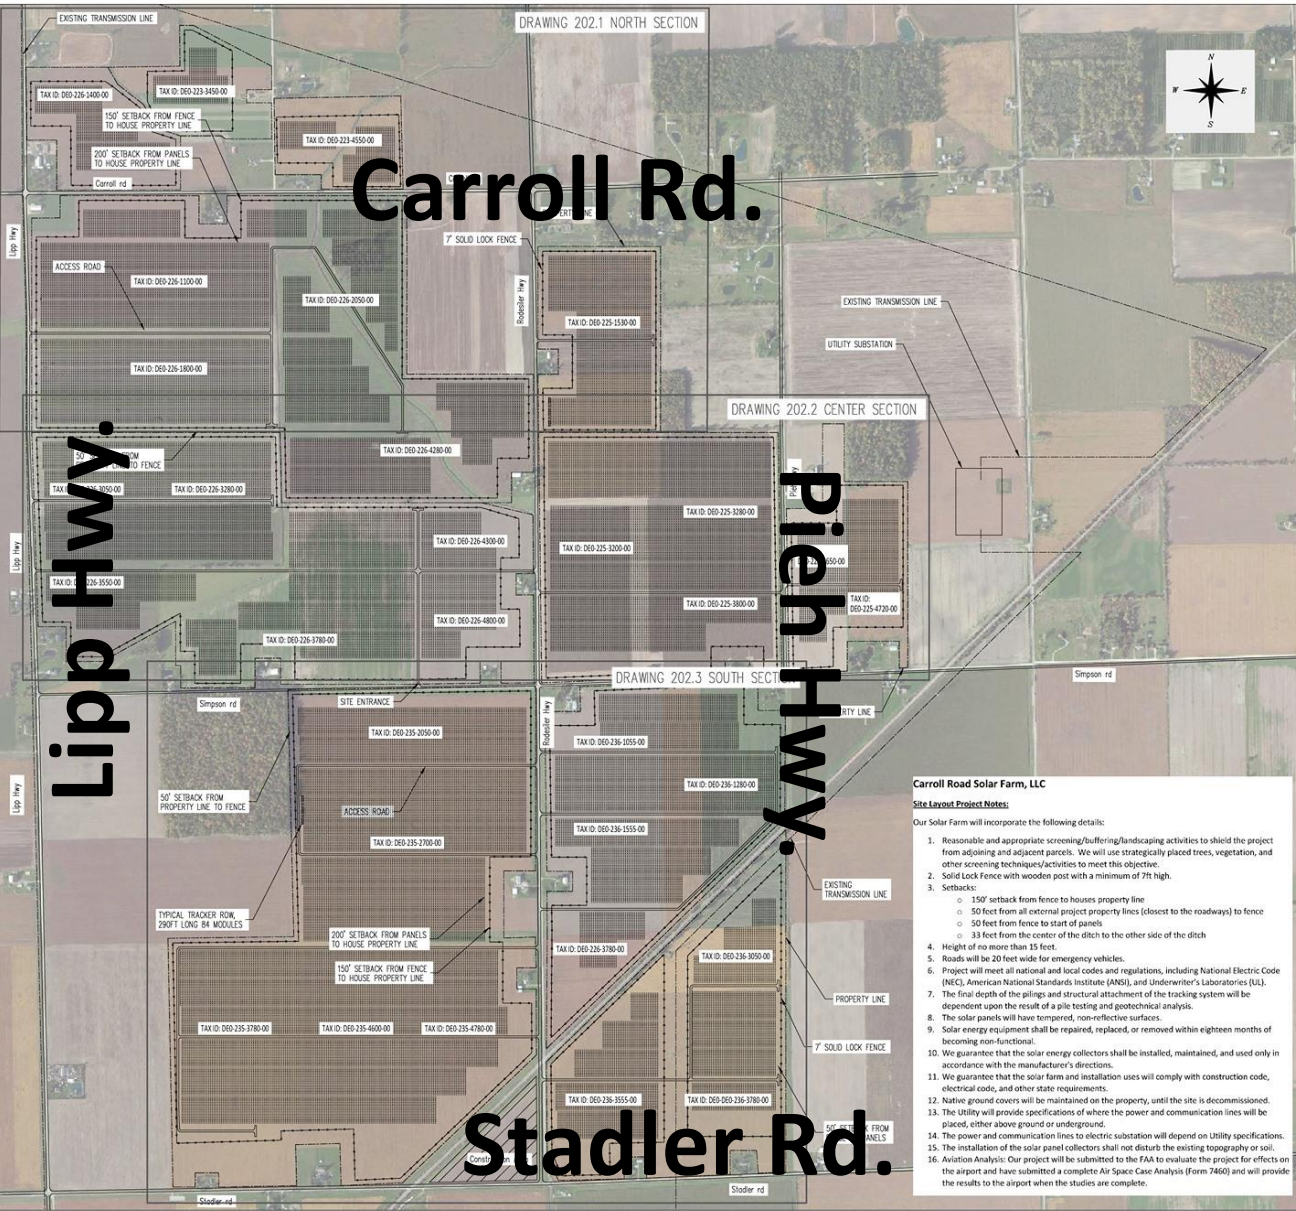 DRAWING 202.1 NORTH SECTION
EXISTING TRANSMISSION LINE
N
W E
S
TAX ID: DE0-226-1400-00
TAX ID: DE0-223-3450-00
150' SETBACK FROM FENCE
TO HOUSE PROPERTY LINE
TAX ID: DE0-223-4550-00
200' SETBACK FROM PANELS
TO HOUSE PROPERTY LINE
Carroll rd
Carroll Rd.
Lipp Hwy
7' SOLID LOCK FENCE
ACCESS ROAD
TAX ID: DE0-226-1100-00
TAX ID: DE0-226-2050-00
Rodesiler Hwy
TAX ID: DE0-225-1530-00
EXISTING TRANSMISSION LINE
UTILITY SUBSTATION
TAX ID: DE0-226-1800-00
DRAWING 202.2 CENTER SECTION
TAX ID: DE0-226-4280-00
Lipp Hwy.
TAX ID: DE0-226-3280-00
Pieh Hwy.
TAX ID: DE0-225-3280-00
TAX ID: DE0-226-4300-00
TAX ID: DE0-225-3200-00
Lipp Hwy
TAX ID: DE0-225-3800-00
TAX ID:
DE0-225-4720-00
TAX ID: DE0-226-4800-00
TAX ID: DE0-226-3780-00
DRAWING 202.3 SOUTH SECTION
Simpson rd
Simpson rd
SITE ENTRANCE
Rodesiler Hwy
TAX ID: DE0-235-2050-00
TAX ID: DE0-236-1055-00
TAX ID: DE0-236-1280-00
50' SETBACK FROM
PROPERTY LINE TO FENCE
Lipp Hwy
ACCESS ROAD
TAX ID: DE0-236-1555-00
TAX ID: DE0-235-2700-00
EXISTING
TRANSMISSION LINE
TYPICAL TRACKER ROW,
290FT LONG 84 MODULES
200' SETBACK FROM PANELS
TO HOUSE PROPERTY LINE
TAX ID: DE0-226-3780-00
TAX ID: DE0-236-3050-00
150' SETBACK FROM FENCE
TO HOUSE PROPERTY LINE
PROPERTY LINE
TAX ID: DE0-235-3780-00
TAX ID: DE0-235-4600-00
TAX ID: DE0-235-4780-00
7' SOLID LOCK FENCE
TAX ID: DE0-236-3555-00
TAX ID: DE0-DE0-236-3780-00
Stadler Rd.
Stadler rd
Stadler rd
Carroll Road Solar Farm, LLC
Site Layout Project Notes:
Our Solar Farm will incorporate the following details:
1. Reasonable and appropriate screening/buffering/landscaping activities to shield the project
from adjoining and adjacent parcels. We will use strategically placed trees, vegetation, and
other screening techniques/activities to meet this objective.
2. Solid Lock Fence with wooden post with a minimum of 7ft high.
3. Setbacks:
o 150' setback from fence to houses property line
o 50 feet from all external project property lines (closest to the roadways) to fence
o 50 feet from fence to start of panels
o 33 feet from the center of the ditch to the other side of the ditch
4. Height of no more than 15 feet.
5. Roads will be 20 feet wide for emergency vehicles.
6. Project will meet all national and local codes and regulations, including National Electric Code
(NEC), American National Standards Institute (ANSI), and Underwriter's Laboratories (UL).
7. The final depth of the pilings and structural attachment of the tracking system will be
dependent upon the result of a pile testing and geotechnical analysis.
8. The solar panels will have tempered, non-reflective surfaces.
9. Solar energy equipment shall be repaired, replaced, or removed within eighteen months of
becoming non-functional.
10. We guarantee that the solar energy collectors shall be installed, maintained, and used only in
accordance with the manufacturer's directions.
11. We guarantee that the solar farm and installation uses will comply with construction code,
electrical code, and other state requirements.
12. Native ground covers will be maintained on the property, until the site is decommissioned.
13. The Utility will provide specifications of where the power and communication lines will be
placed, either above ground or underground.
14. The power and communication lines to electric substation will depend on Utility specifications.
15. The installation of the solar panel collectors shall not disturb the existing topography or soil.
16. Aviation Analysis: Our project will be submitted to the FAA to evaluate the project for effects on
the airport and have submitted a complete Air Space Case Analysis (Form 7460) and will provide
the results to the airport when the studies are complete.